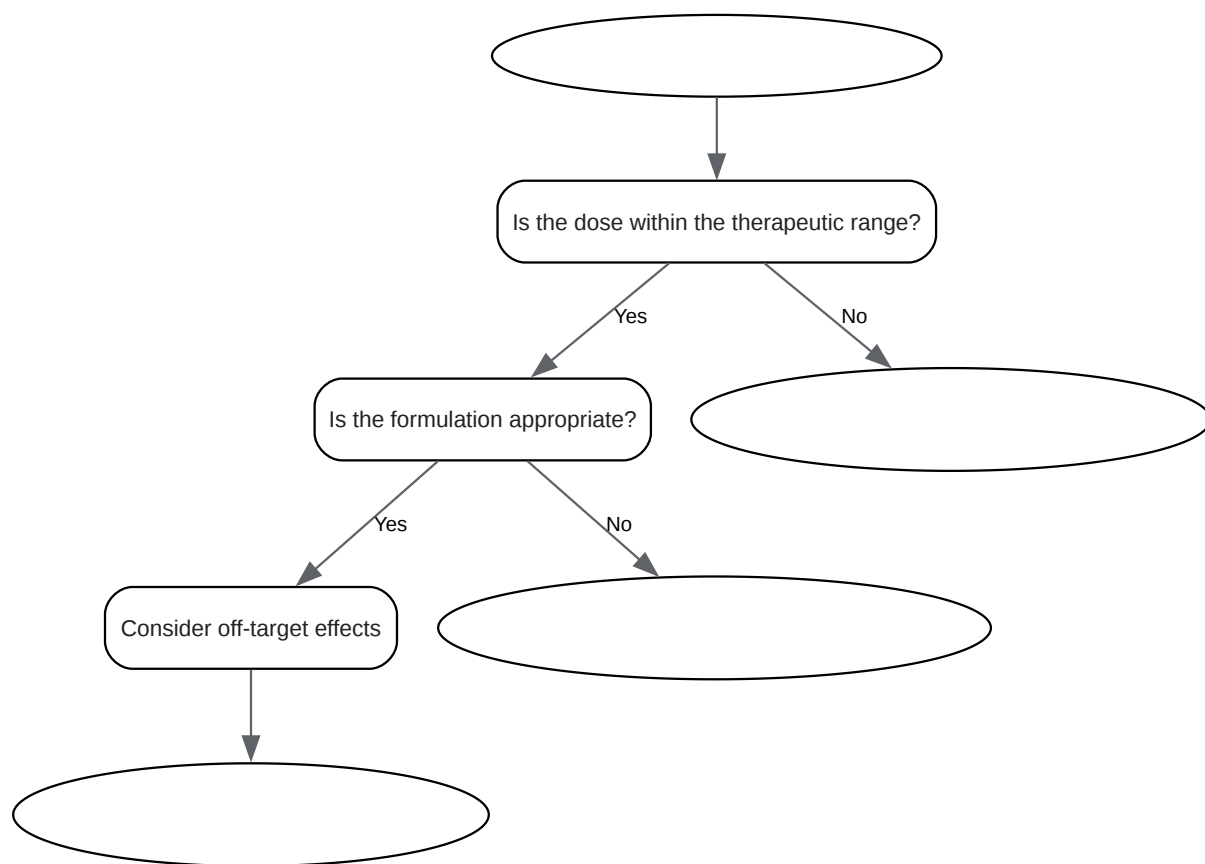 Is the dose within the therapeutic range?
Yes
No
Is the formulation appropriate?
Yes
No
Consider off-target effects